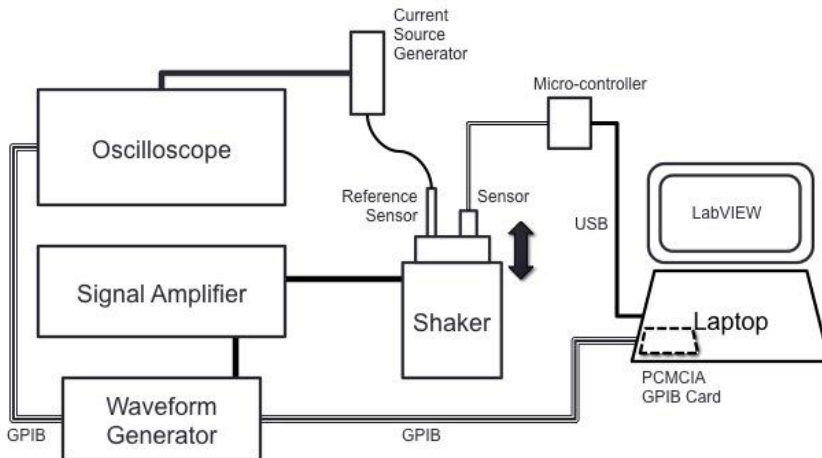 Current
Source
Generator
Micro-controller
Oscilloscope
Reference
Sensor
Sensor
LabVIEW
USB
Signal Amplifier
Shaker
Laptop
PCMCIA
GPIB Card
Waveform
Generator
GPIB
GPIB